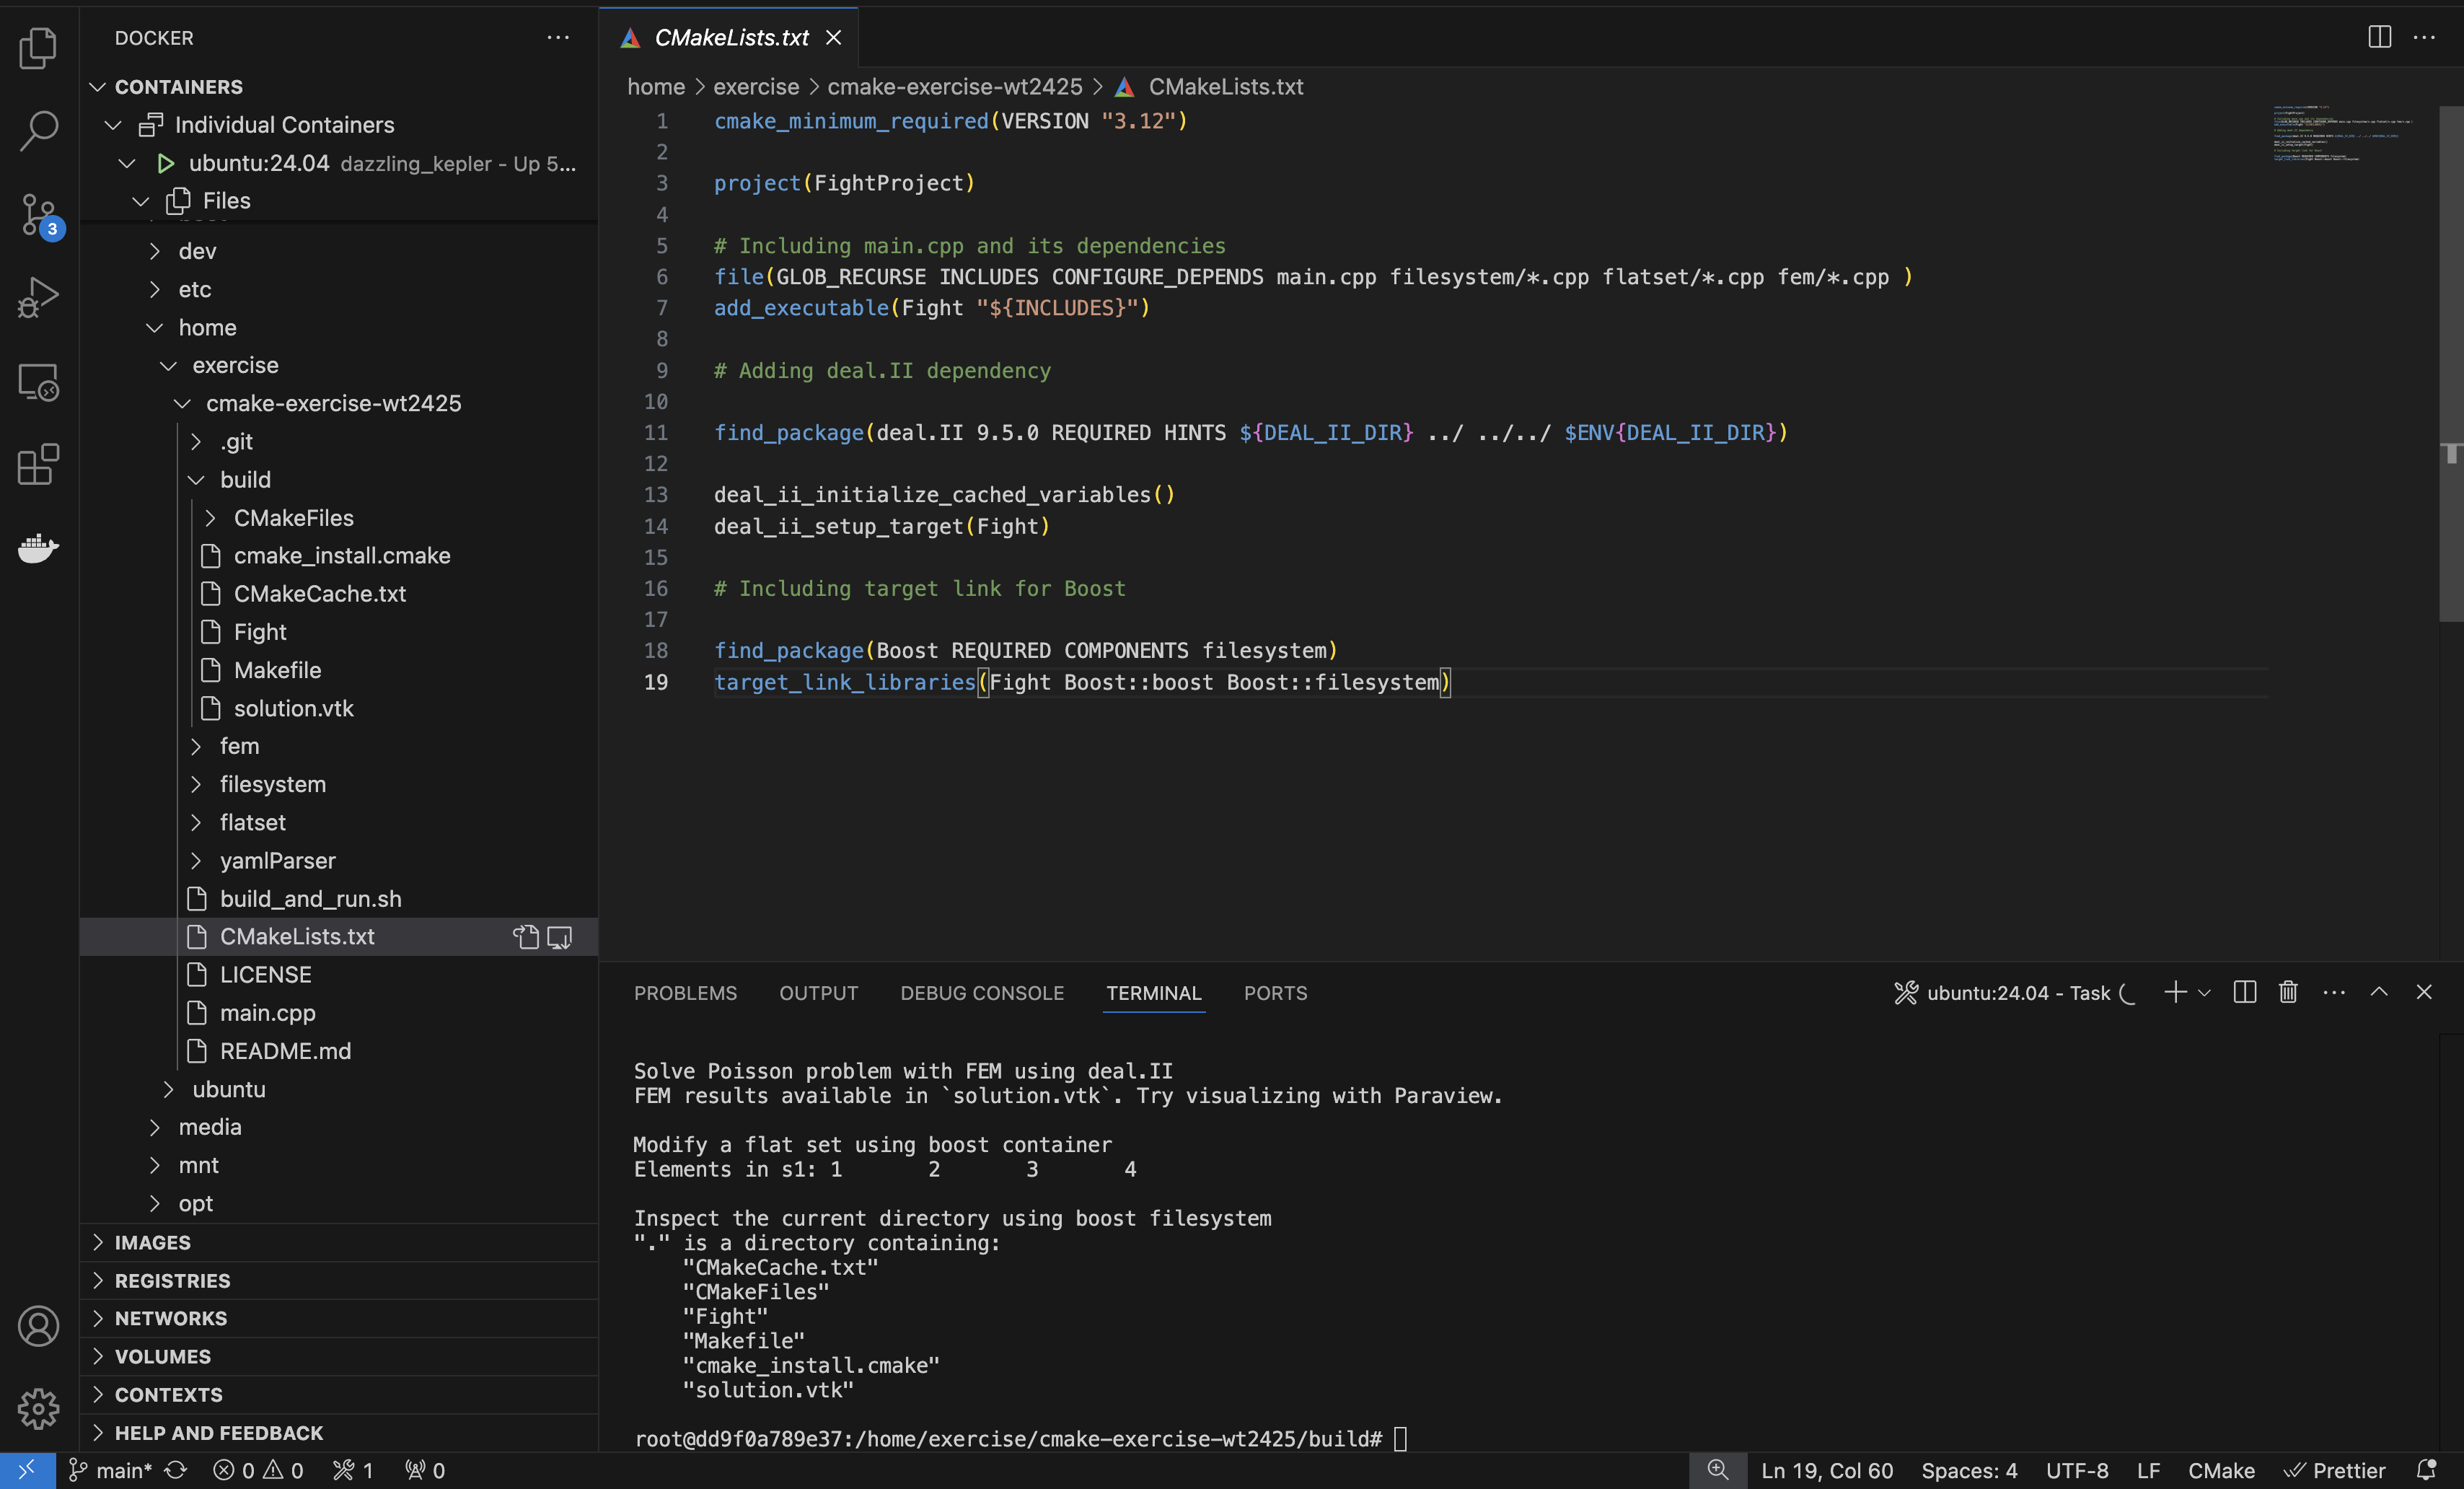 DOCKER
CONTAINERS
Individual Containers
ubuntu:24.04 dazzling_kepler - Up 5...
Files
dev
etc
home
exercise
cmake-exercise-wt2425
.git
build
CMakeFiles
cmake_install.cmake
CMakeCache.txt
Fight
Makefile
solution.vtk
fem
filesystem
flatset
yamlParser
build_and_run.sh
CMakeLists.txt
LICENSE
main.cpp
README.md
ubuntu
media
mnt
opt
IMAGES
REGISTRIES
NETWORKS
VOLUMES
CONTEXTS
HELP AND FEEDBACK
3
CMakeLists.txt
home > exercise > cmake-exercise-wt2425 > CMakeLists.txt
1 cmake_minimum_required(VERSION "3.12")
2
3 project(FightProject)
4
5 # Including main.cpp and its dependencies
6 file(GLOB_RECURSE INCLUDES CONFIGURE_DEPENDS main.cpp filesystem/*.cpp flatset/*.cpp fem/*.cpp )
7 add_executable(Fight "${INCLUDES}")
8
9 # Adding deal.II dependency
10
11 find_package(deal.II 9.5.0 REQUIRED HINTS ${DEAL_II_DIR} ../ ../../ $ENV{DEAL_II_DIR})
12
13 deal_ii_initialize_cached_variables()
14 deal_ii_setup_target(Fight)
15
16 # Including target link for Boost
17
18 find_package(Boost REQUIRED COMPONENTS filesystem)
19 target_link_libraries(Fight Boost::boost Boost::filesystem)
PROBLEMS OUTPUT DEBUG CONSOLE TERMINAL PORTS
ubuntu:24.04 - Task
Solve Poisson problem with FEM using deal.II
FEM results available in `solution.vtk`. Try visualizing with Paraview.
Modify a flat set using boost container
Elements in s1: 1 2 3 4
Inspect the current directory using boost filesystem
"." is a directory containing:
"CMakeCache.txt"
"CMakeFiles"
"Fight"
"Makefile"
"cmake_install.cmake"
"solution.vtk"
root@dd9f0a789e37:/home/exercise/cmake-exercise-wt2425/build#
main* 0 0 1 0
Ln 19, Col 60 Spaces: 4 UTF-8 LF CMake Prettier